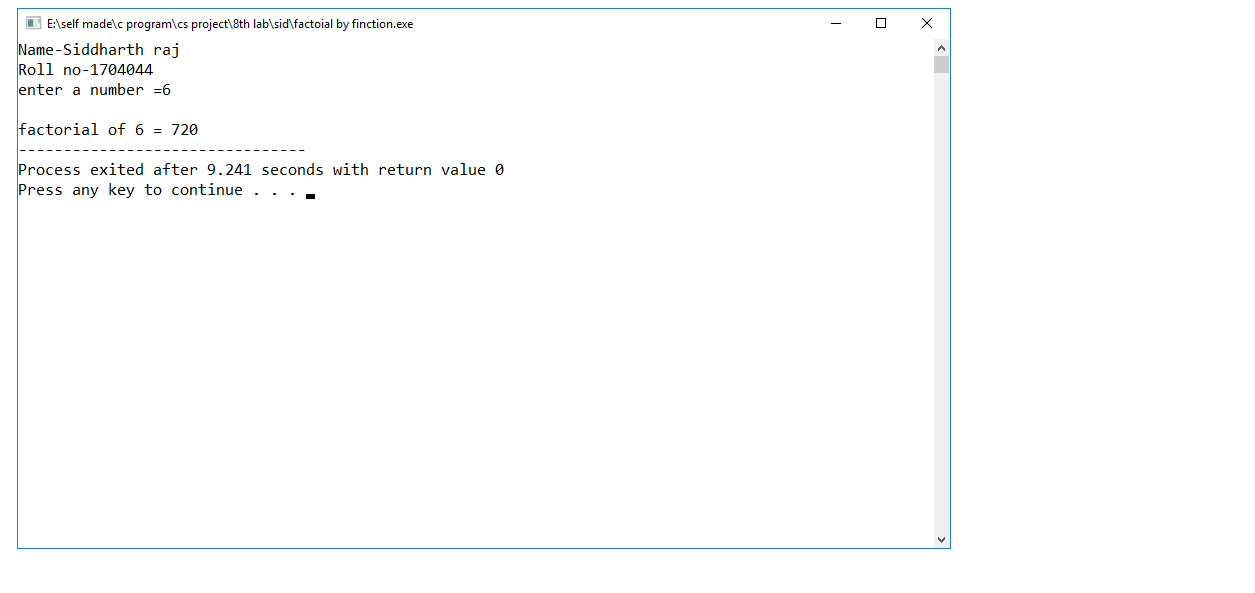 E:\self made\c program\cs project\8th lab\sid\factoial by finction.exe
Name-Siddharth raj
Roll no-1704044
enter a number =6
factorial of 6 = 720
--------------------------------
Process exited after 9.241 seconds with return value 0
Press any key to continue . . .